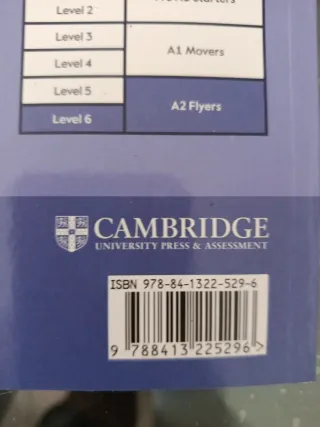 Level 2
Level 3
A1 Movers
Level 4
Level 5
A2 Flyers
Level 6
CAMBRIDGE
UNIVERSITY PRESS & ASSESSMENT
ISBN 978-84-1322-529-6
9 788413 225296 >